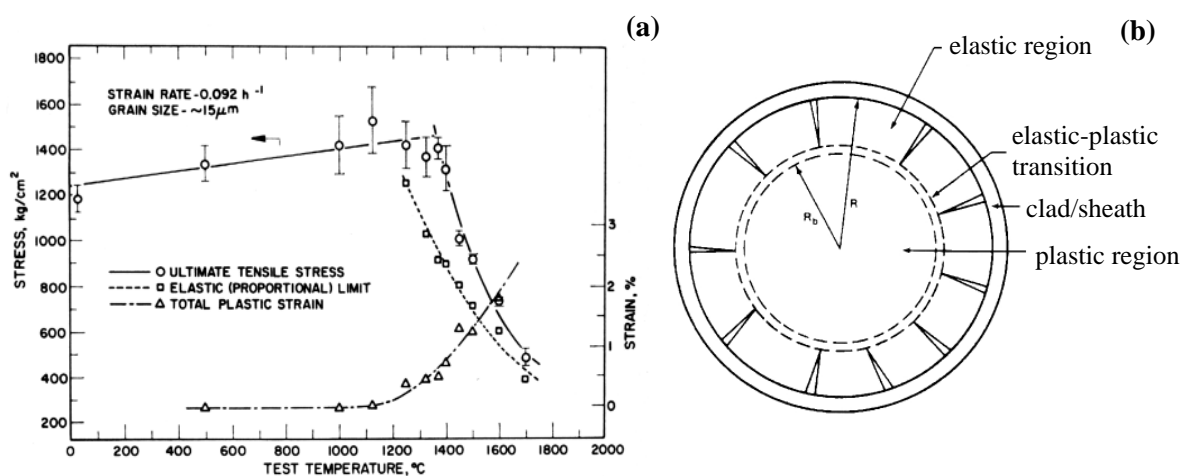 (a)
STRAIN RATE-0.092 h⁻¹
GRAIN SIZE- ~15μm
1800
1600
1400
1200
1000
800
600
400
200
STRESS, kg/cm²
3
2
1
0
STRAIN, %
ULTIMATE TENSILE STRESS
ELASTIC (PROPORTIONAL) LIMIT
TOTAL PLASTIC STRAIN
0 200 400 600 800 1000 1200 1400 1600 1800 2000
TEST TEMPERATURE, °C
(b)
elastic region
elastic-plastic
transition
clad/sheath
plastic region
R
R_b